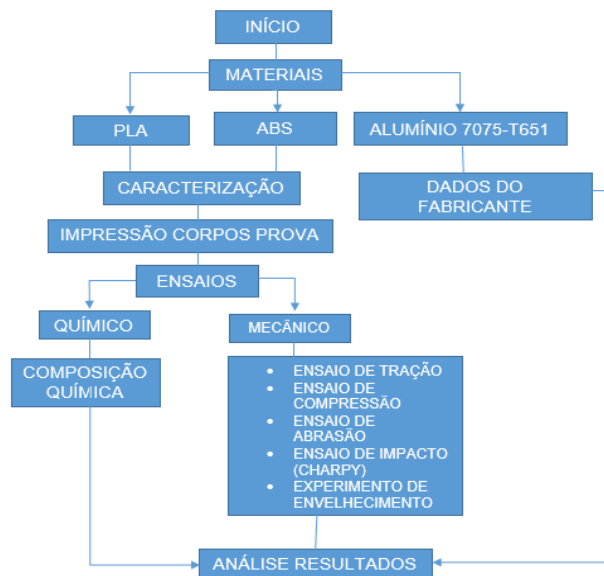 INÍCIO
MATERIAIS
PLA
ABS
ALUMÍNIO 7075-T651
CARACTERIZAÇÃO
DADOS DO
FABRICANTE
IMPRESSÃO CORPOS PROVA
ENSAIOS
QUÍMICO
MECÂNICO
COMPOSIÇÃO
QUÍMICA
• ENSAIO DE TRAÇÃO
• ENSAIO DE
COMPRESSÃO
• ENSAIO DE
ABRASÃO
• ENSAIO DE IMPACTO
(CHARPY)
• EXPERIMENTO DE
ENVELHECIMENTO
ANÁLISE RESULTADOS